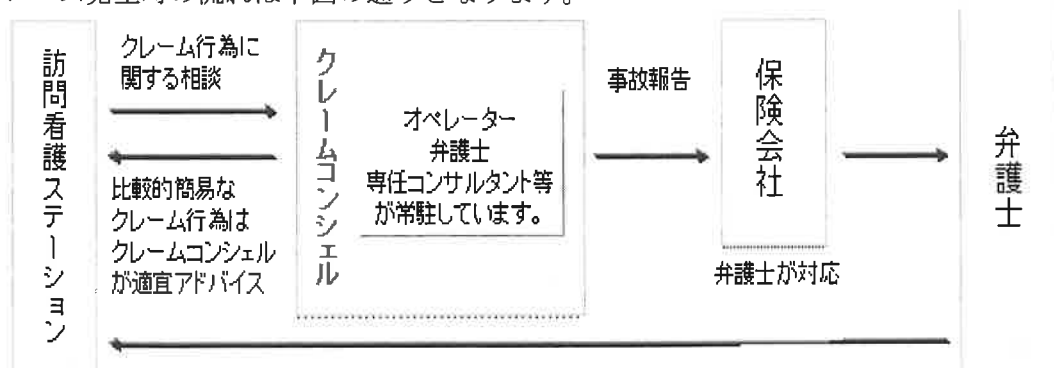 訪問看護ステーション
クレーム行為に
関する相談
比較的簡易な
クレーム行為は
クレームコンシェル
が適宜アドバイス
クレームコンシェル
オペレーター
弁護士
専任コンサルタント等
が常駐しています。
事故報告
保険会社
弁護士が対応
弁護士